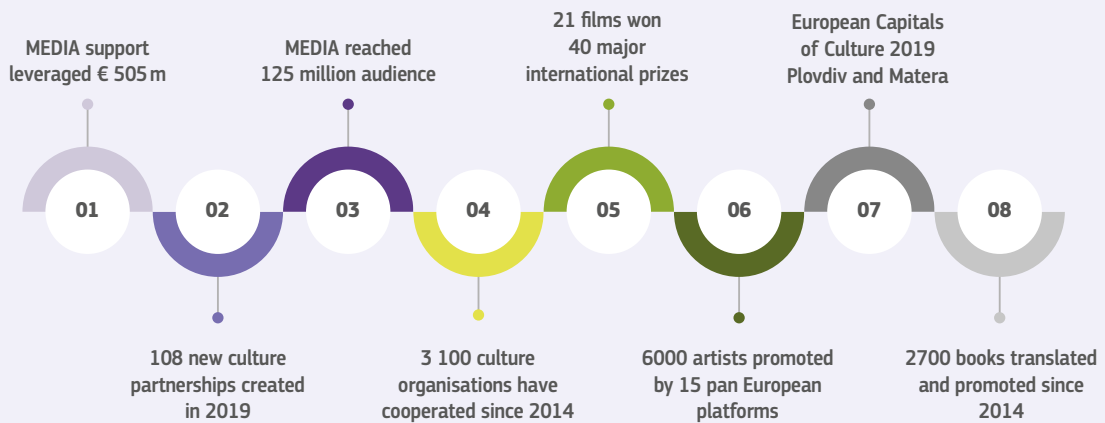 MEDIA support
leveraged € 505 m
MEDIA reached
125 million audience
21 films won
40 major
international prizes
European Capitals
of Culture 2019
Plovdiv and Matera
01
02
03
04
05
06
07
08
108 new culture
partnerships created
in 2019
3 100 culture
organisations have
cooperated since 2014
6000 artists promoted
by 15 pan European
platforms
2700 books translated
and promoted since
2014